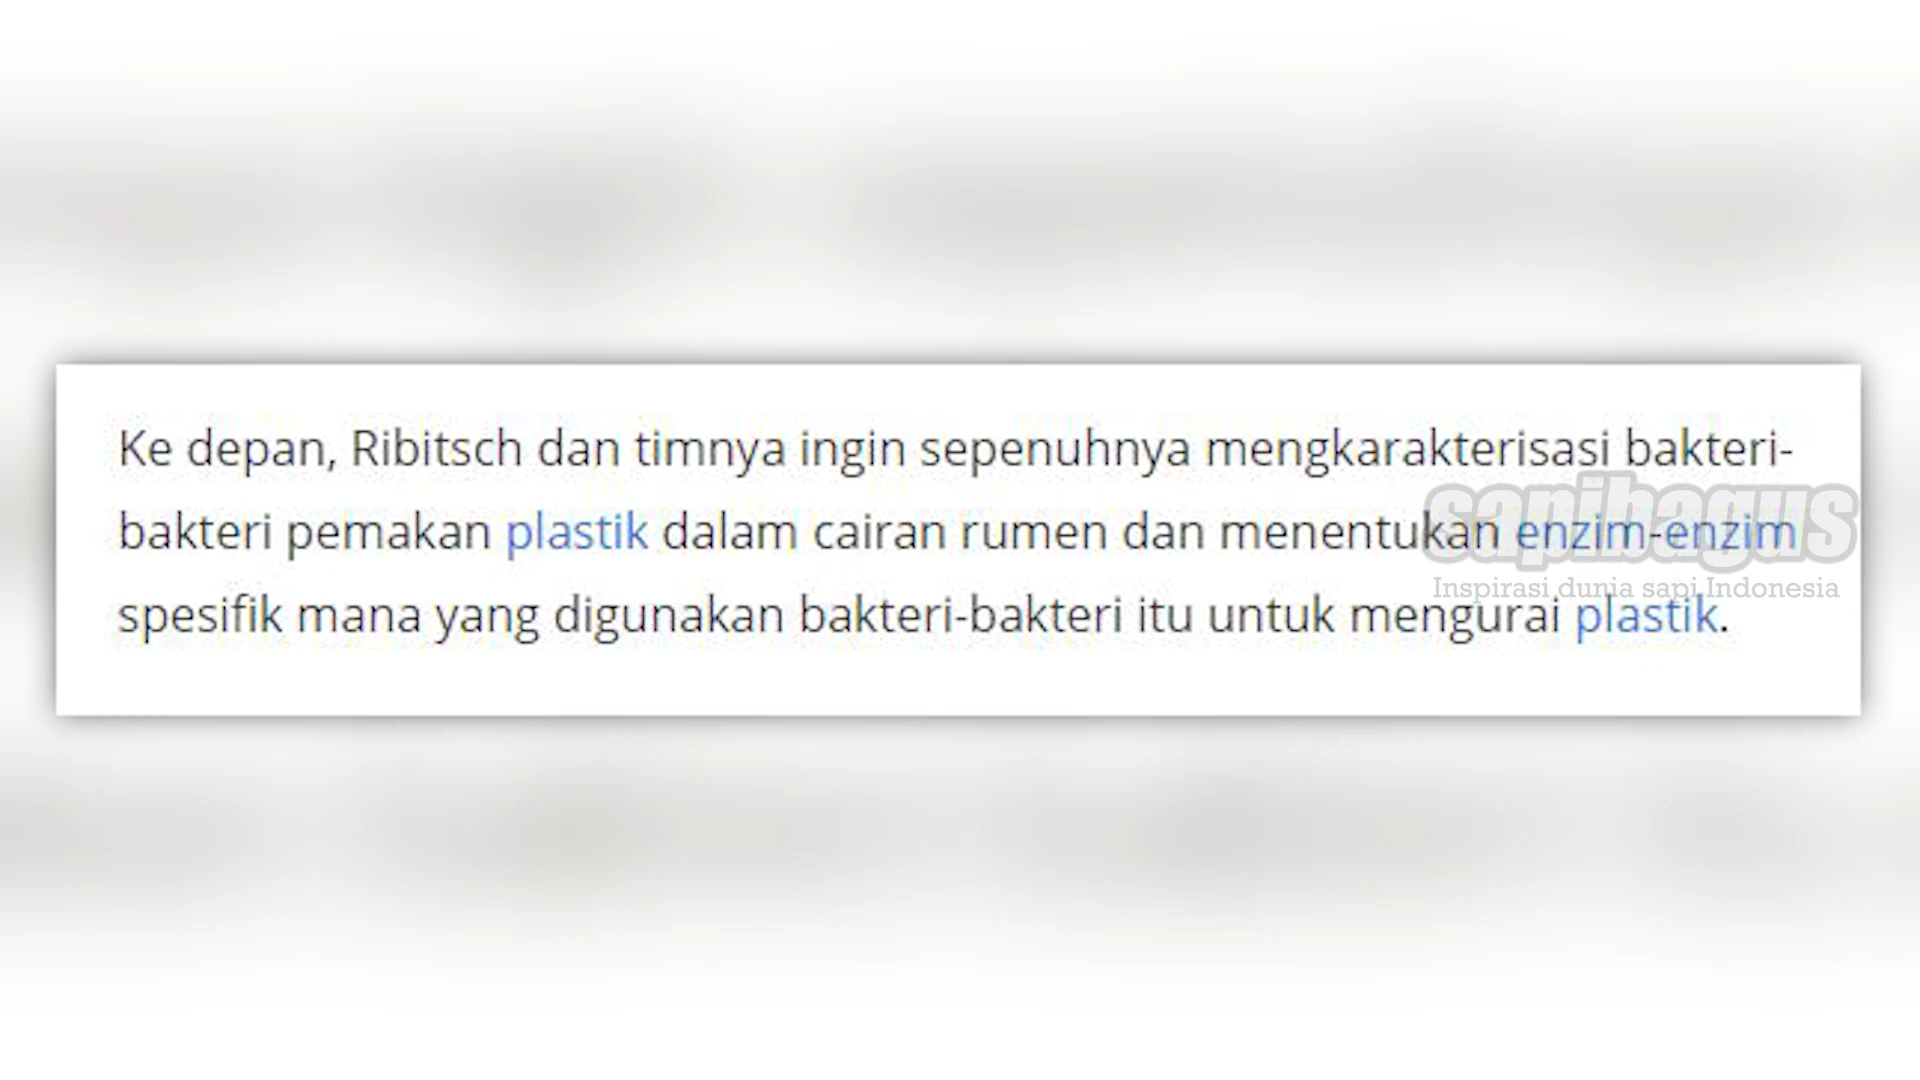 Ke depan, Ribitsch dan timnya ingin sepenuhnya mengkarakterisasi bakteri-
bakteri pemakan plastik dalam cairan rumen dan menentukan enzim-enzim
spesifik mana yang digunakan bakteri-bakteri itu untuk mengurai plastik.
sapibagus
Inspirasi dunia sapi Indonesia